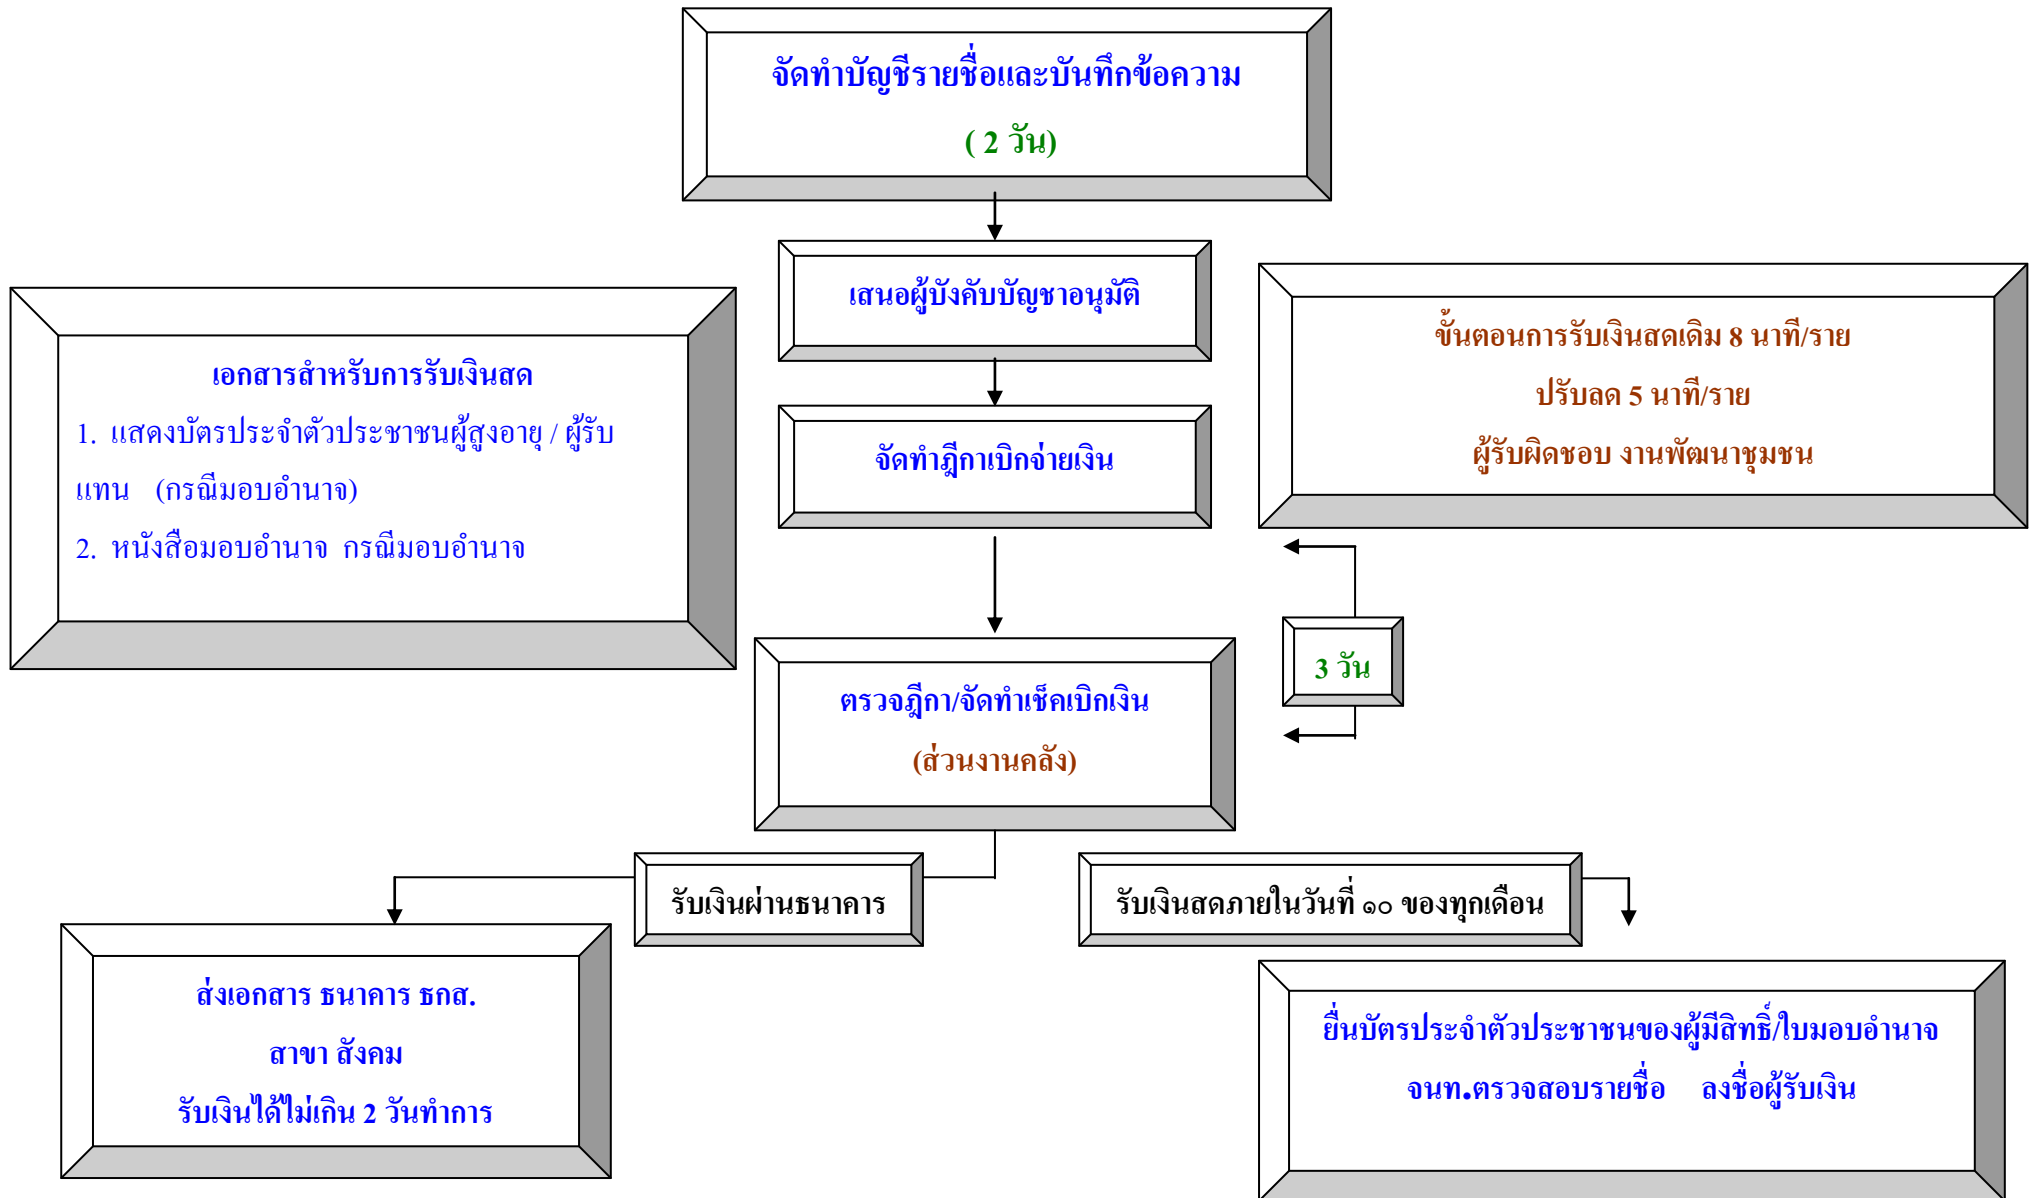 จัดทำบัญชีรายชื่อและบันทึกข้อความ
( 2 วัน)
เสนอผู้บังคับบัญชาอนุมัติ
เอกสารสำหรับการรับเงินสด
1. แสดงบัตรประจำตัวประชาชนผู้สูงอายุ / ผู้รับ
แทน (กรณีมอบอำนาจ)
2. หนังสือมอบอำนาจ กรณีมอบอำนาจ
ขั้นตอนการรับเงินสดเดิม 8 นาที/ราย
ปรับลด 5 นาที/ราย
ผู้รับผิดชอบ งานพัฒนาชุมชน
จัดทำฎีกาเบิกจ่ายเงิน
3 วัน
ตรวจฎีกา/จัดทำเช็คเบิกเงิน
(ส่วนงานคลัง)
รับเงินผ่านธนาคาร
รับเงินสดภายในวันที่ ๑๐ ของทุกเดือน
ส่งเอกสาร ธนาคาร ธกส.
สาขา สังคม
รับเงินได้ไม่เกิน 2 วันทำการ
ยื่นบัตรประจำตัวประชาชนของผู้มีสิทธิ์/ใบมอบอำนาจ
จนท.ตรวจสอบรายชื่อ ลงชื่อผู้รับเงิน